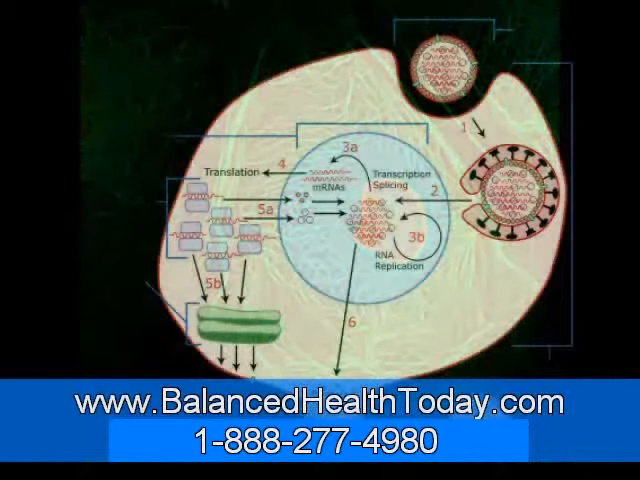 1
3a
4
Translation
mRNAs
Transcription
Splicing
2
5a
3b
RNA
Replication
5b
6
www.BalancedHealthToday.com
1-888-277-4980